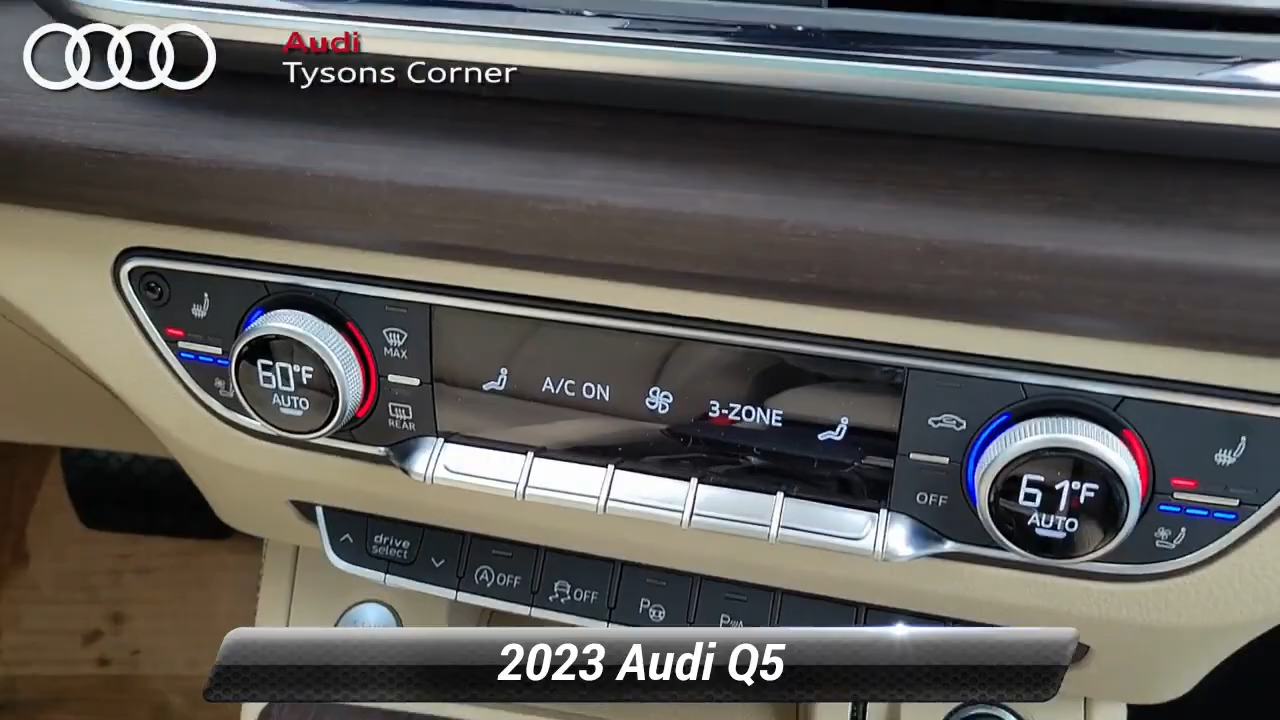 Audi
Tysons Corner
MAX
REAR
60°F
AUTO
A/C ON
3-ZONE
OFF
61°F
AUTO
drive
select
A OFF
OFF
P
P
2023 Audi Q5